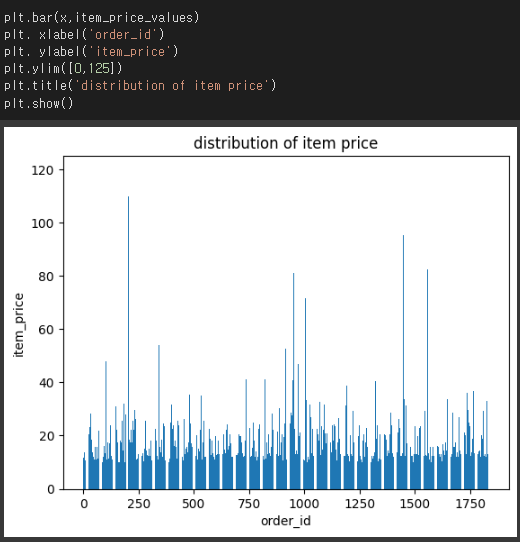 plt.bar(x,item_price_values)
plt. xlabel('order_id')
plt. ylabel('item_price')
plt.ylim([0,125])
plt.title('distribution of item price')
plt.show()
distribution of item price
120
100
80
60
40
20
0
item_price
0 250 500 750 1000 1250 1500 1750
order_id